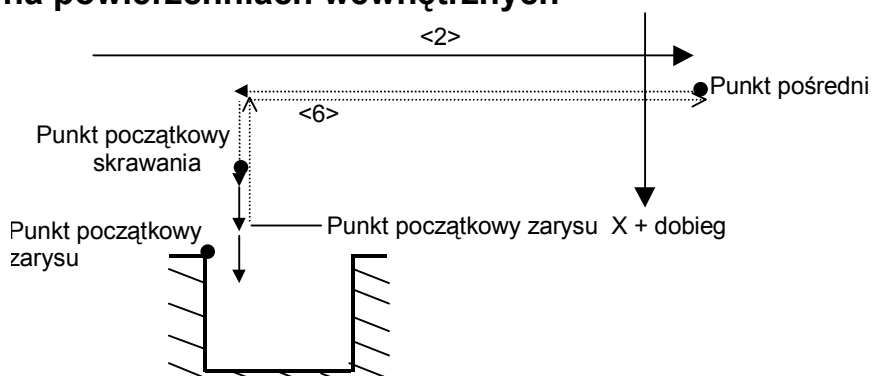 na powierzchniach wewnętrznych
<2>
Punkt pośredni
<6>
Punkt początkowy
skrawania
Punkt początkowy zarysu X + dobieg
Punkt początkowy
zarysu